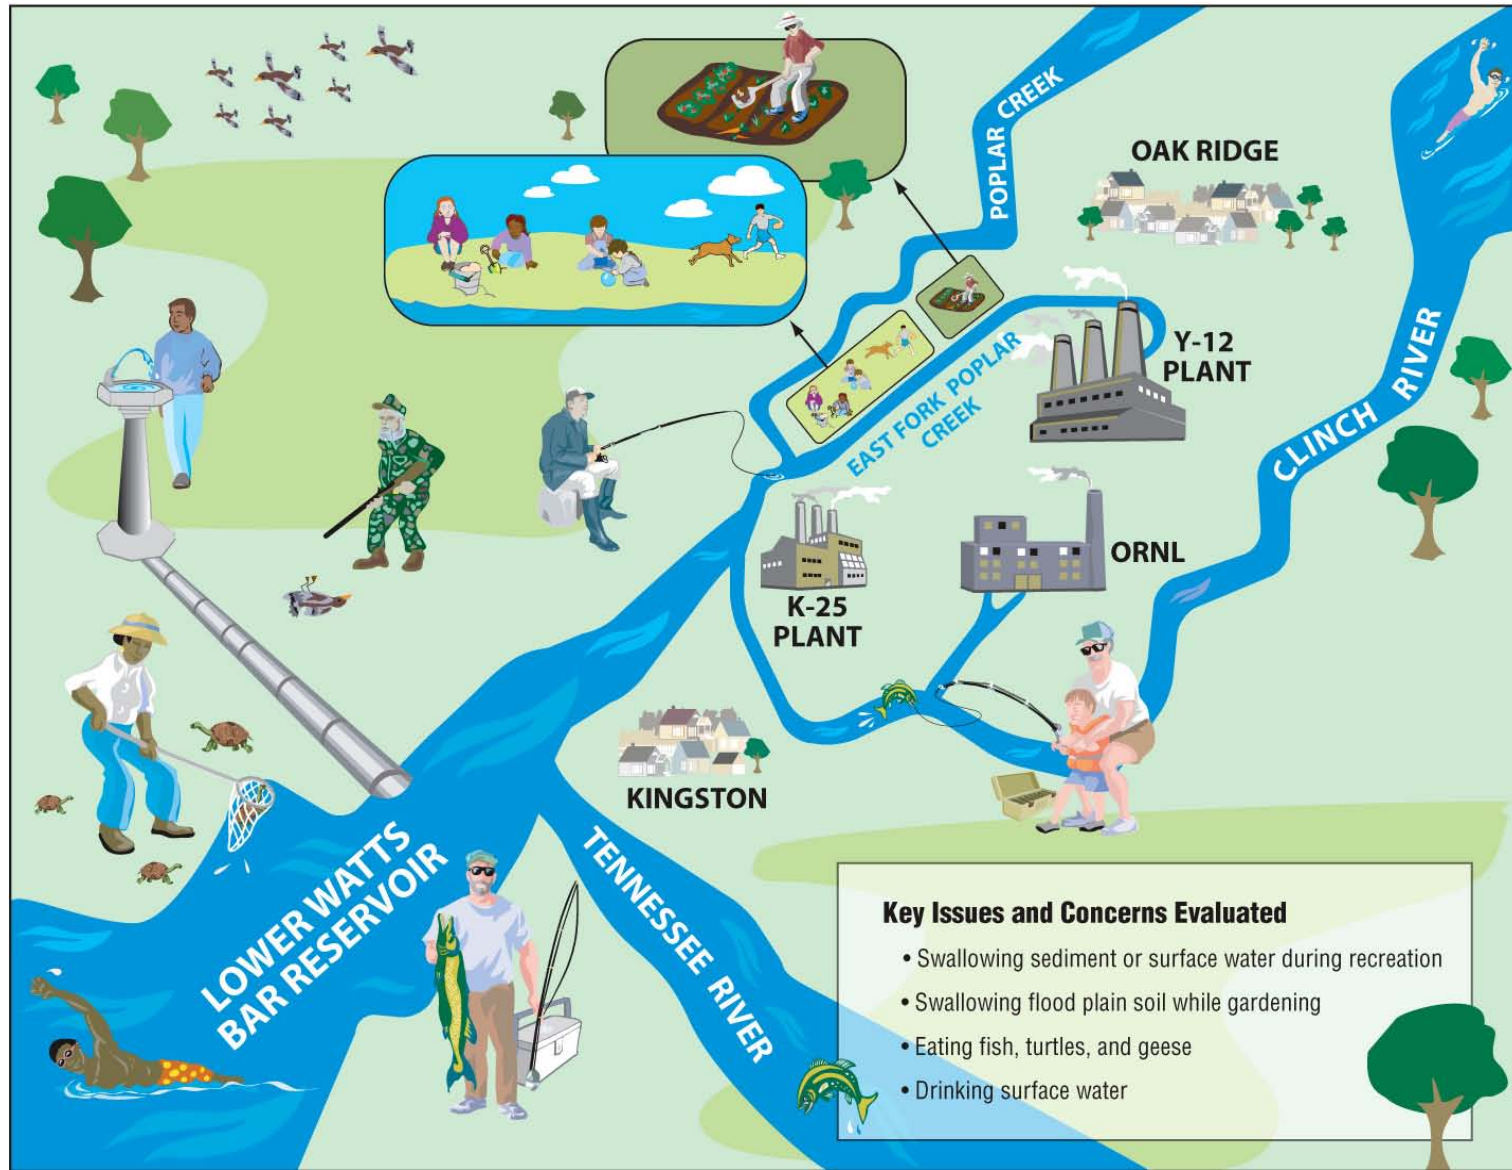 POPLAR CREEK
OAK RIDGE
Y-12
PLANT
EAST FORK POPLAR
CREEK
CLINCH RIVER
ORNL
K-25
PLANT
KINGSTON
LOWER WATTS
BAR RESERVOIR
TENNESSEE RIVER
Key Issues and Concerns Evaluated
• Swallowing sediment or surface water during recreation
• Swallowing flood plain soil while gardening
• Eating fish, turtles, and geese
• Drinking surface water